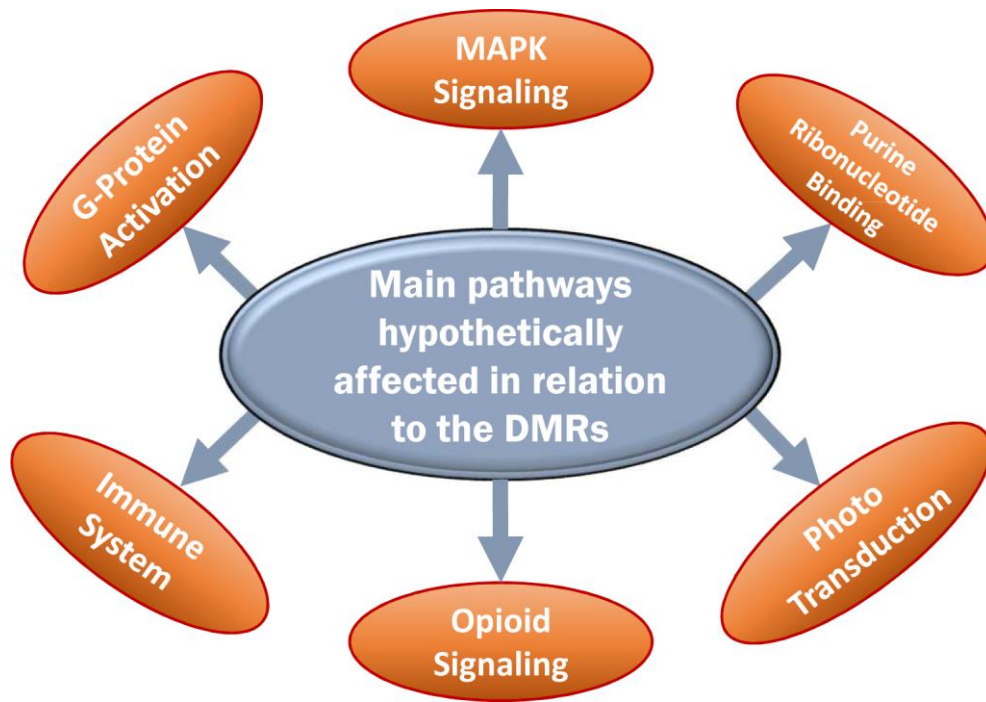 MAPK
Signaling
G-Protein
Activation
Purine
Ribonucleotide
Binding
Main pathways
hypothetically
affected in relation
to the DMRs
Immune
System
Photo
Transduction
Opioid
Signaling